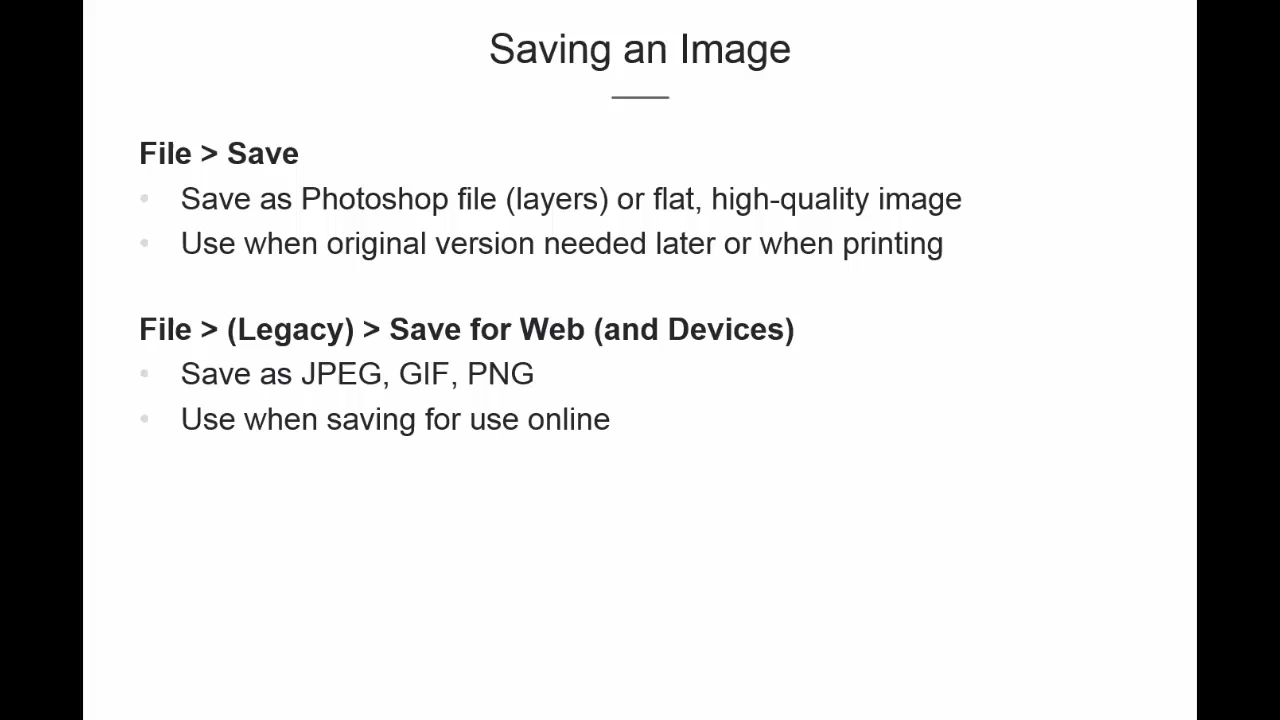 Saving an Image
File > Save
• Save as Photoshop file (layers) or flat, high-quality image
• Use when original version needed later or when printing
File > (Legacy) > Save for Web (and Devices)
• Save as JPEG, GIF, PNG
• Use when saving for use online